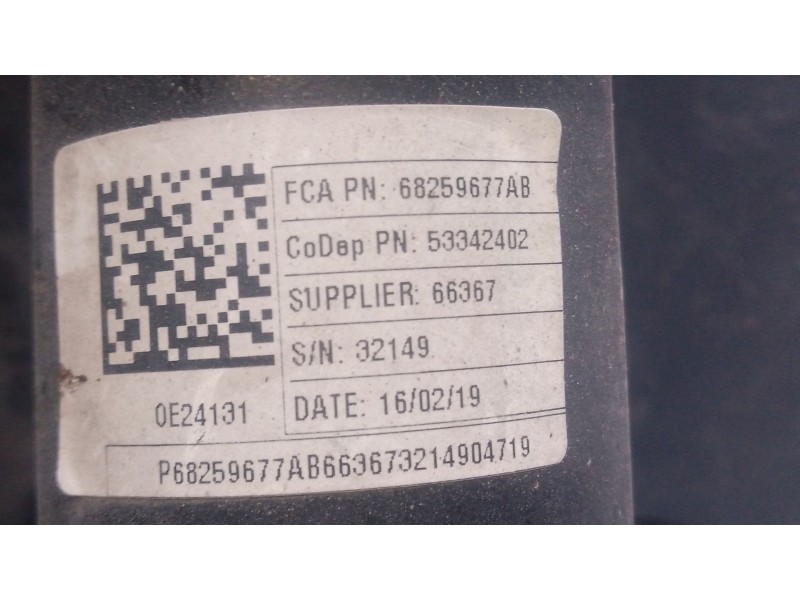 FCA PN: 68259677AB
CoDep PN: 53342402
SUPPLIER: 66367
S/N: 32149
DATE: 16/02/19
0E24131
P68259677AB663673214904719